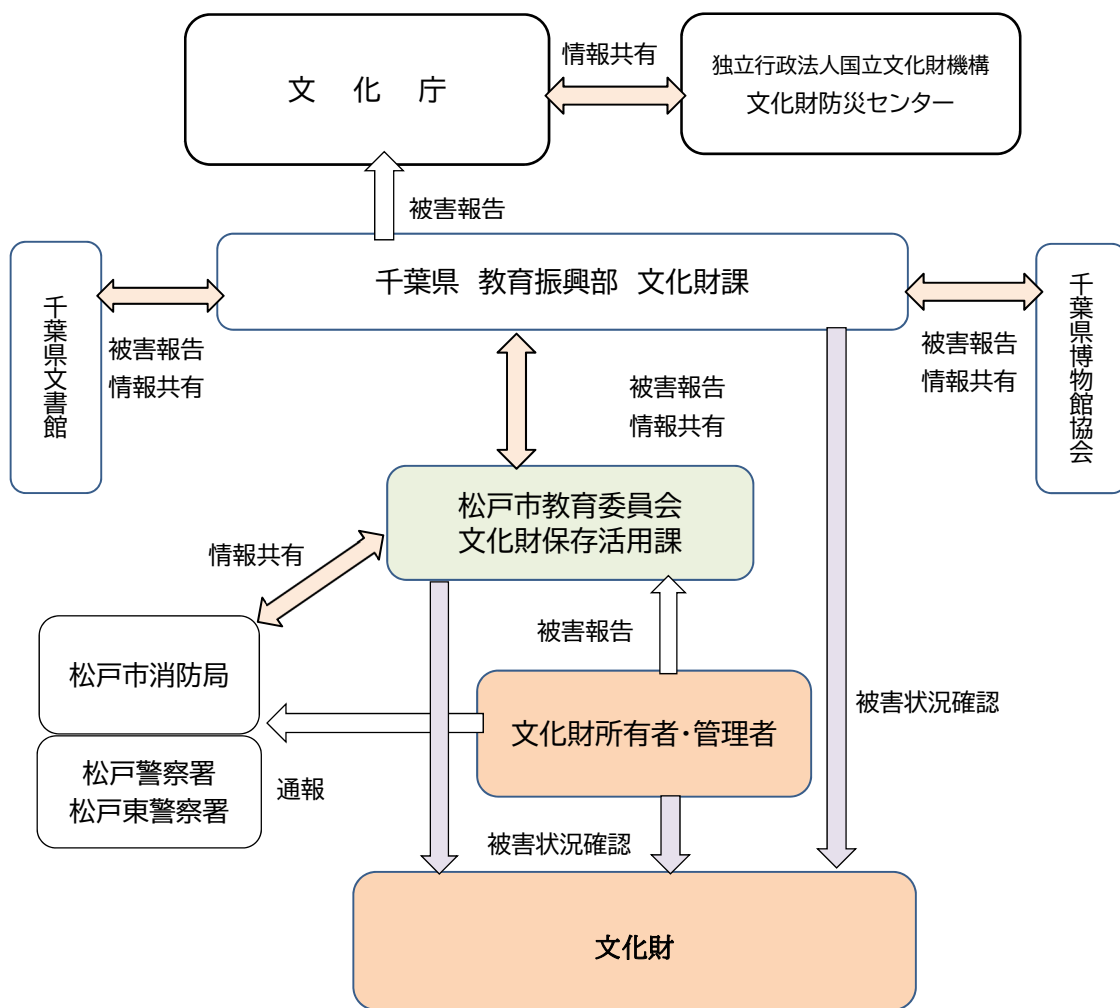 文　化　庁
情報共有
独立行政法人国立文化財機構
文化財防災センター
被害報告
千葉県　教育振興部　文化財課
千葉県文書館
被害報告
情報共有
被害報告
情報共有
被害報告
情報共有
千葉県博物館協会
松戸市教育委員会
文化財保存活用課
情報共有
被害報告
松戸市消防局
文化財所有者・管理者
被害状況確認
松戸警察署
松戸東警察署
通報
被害状況確認
文化財